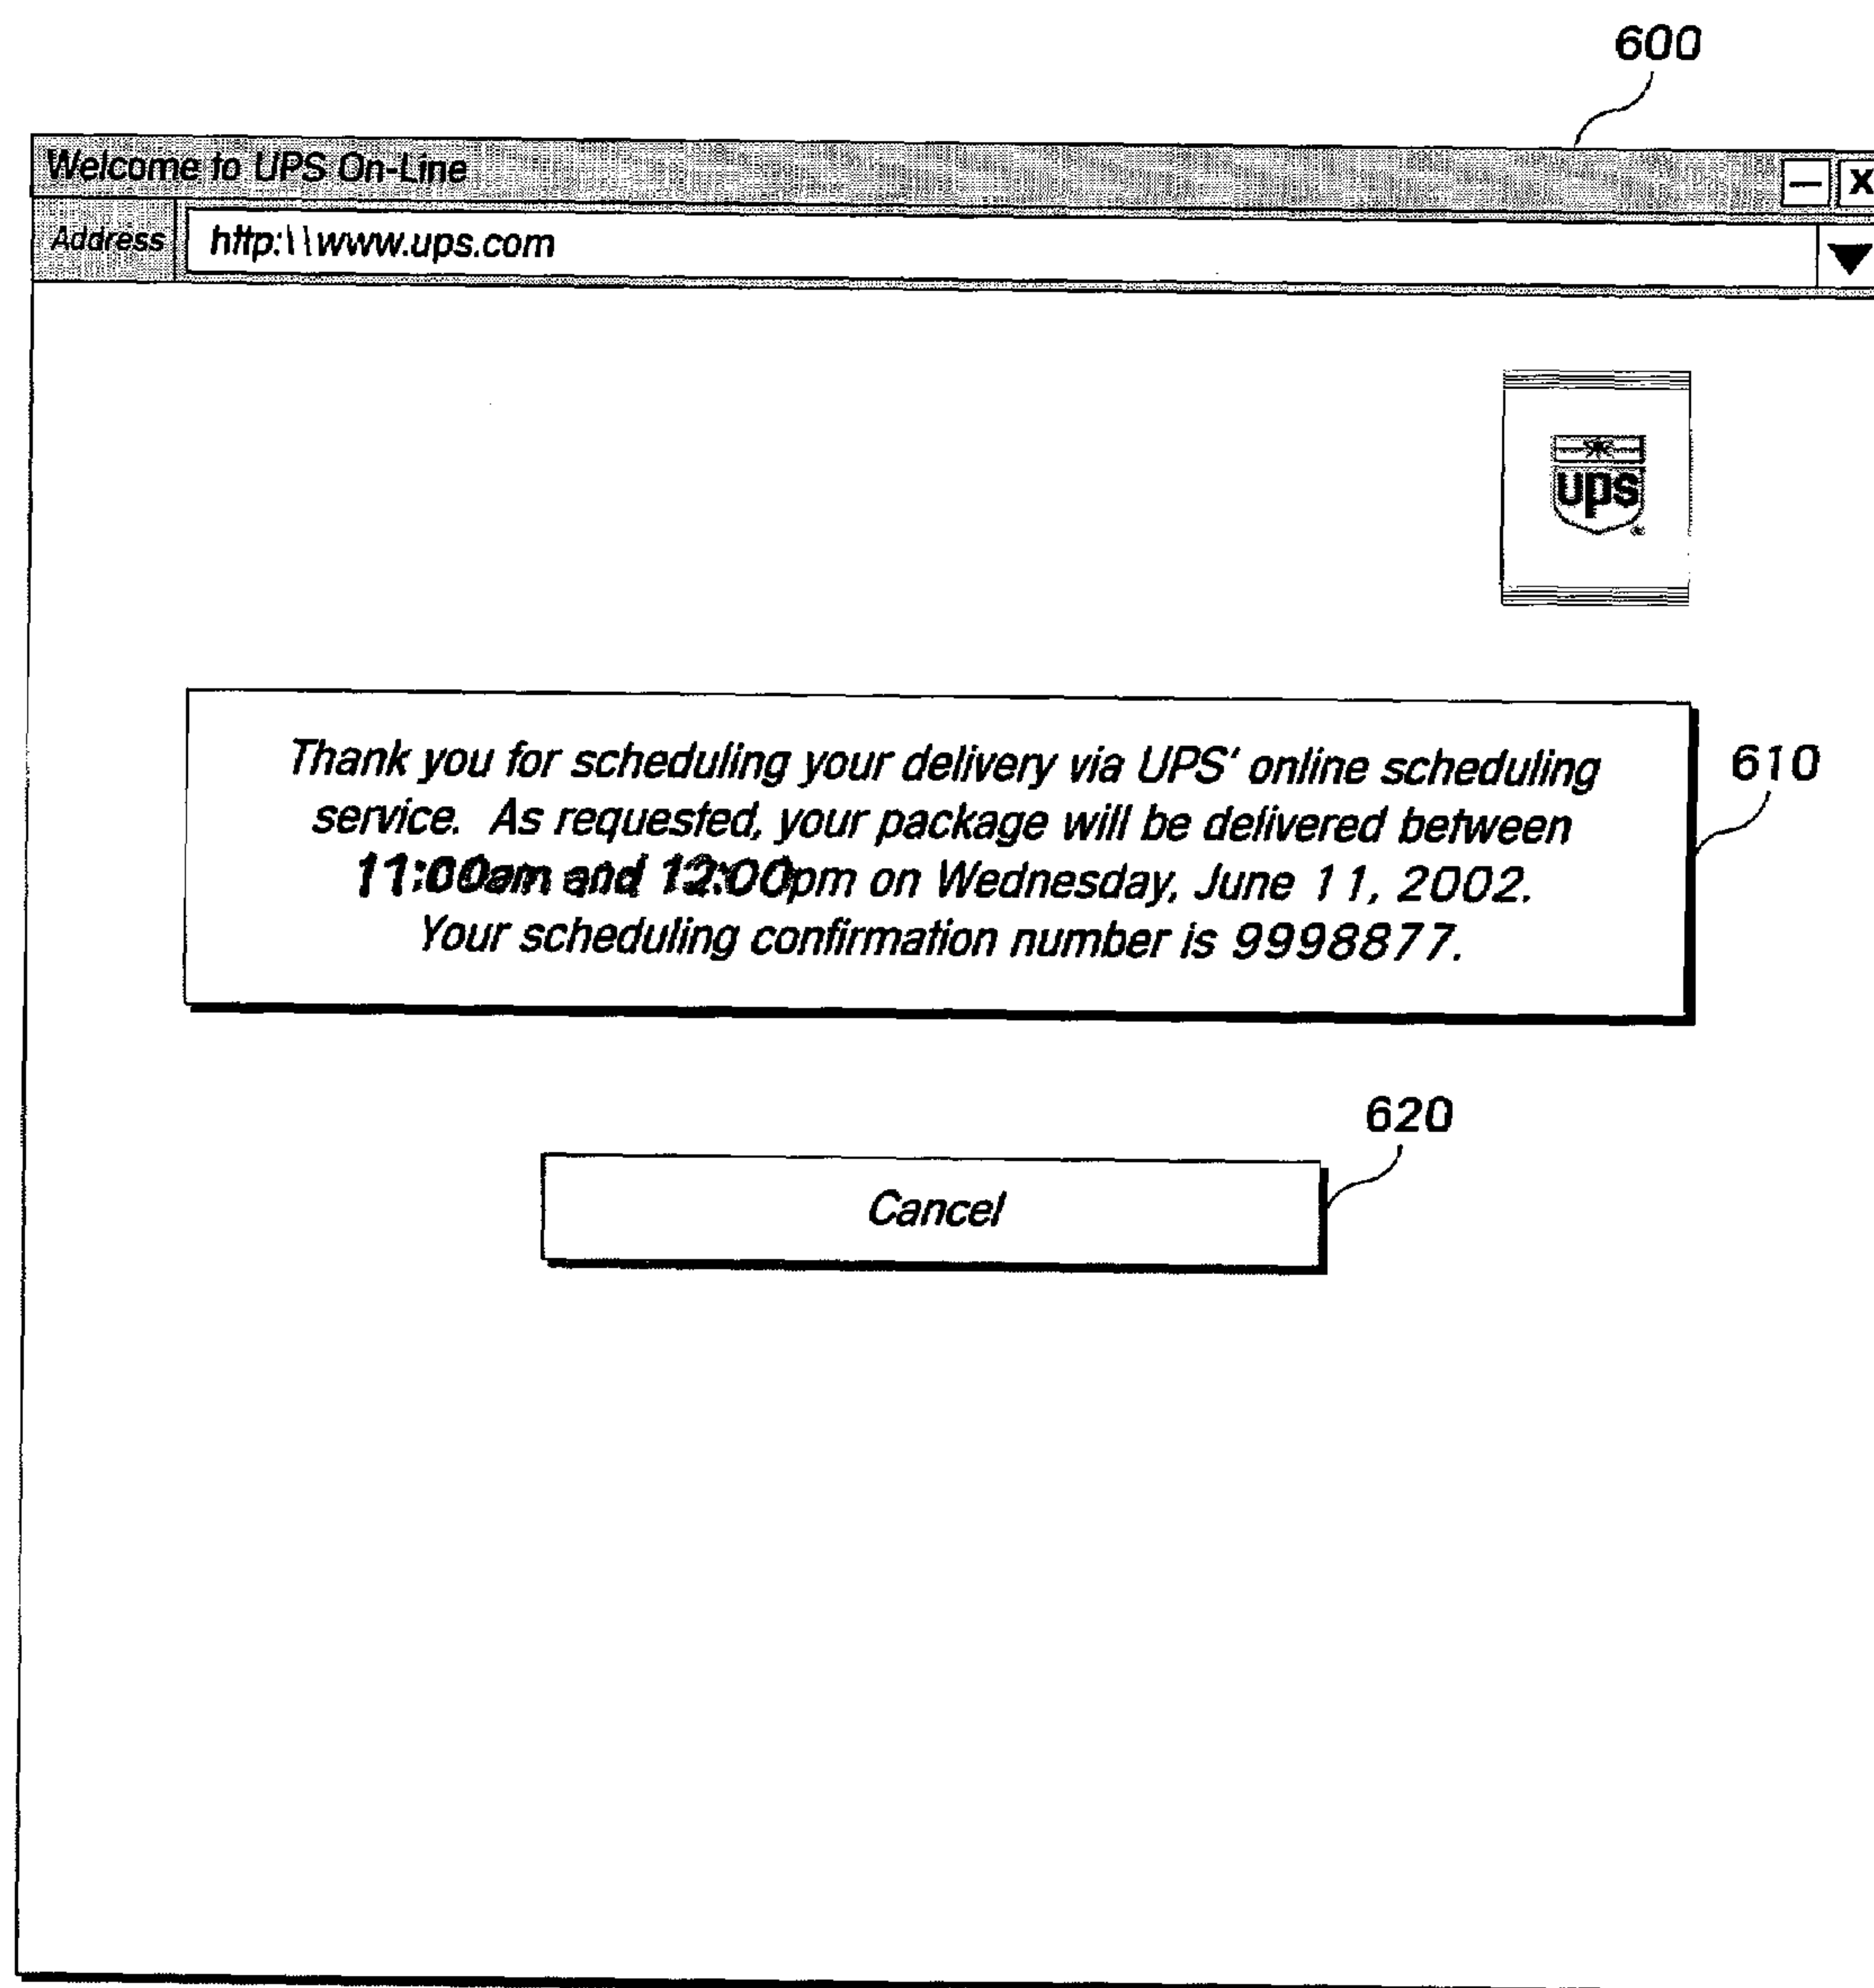 600
Welcome to UPS On-Line
— X
Address http:\\www.ups.com
ups
Thank you for scheduling your delivery via UPS' online scheduling
service. As requested, your package will be delivered between
11:00am and 12:00pm on Wednesday, June 11, 2002.
Your scheduling confirmation number is 9998877.
610
620
Cancel